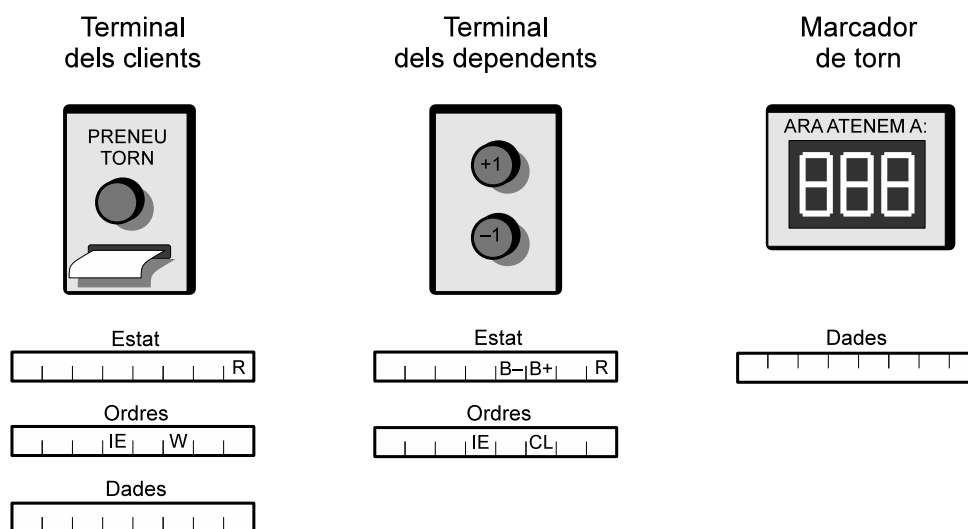 Terminal
dels clients
PRENEU
TORN
Estat
R
Ordres
IE W
Dades
Terminal
dels dependents
+1
–1
Estat
B– B+ R
Ordres
IE CL
Marcador
de torn
ARA ATENEM A:
888
Dades